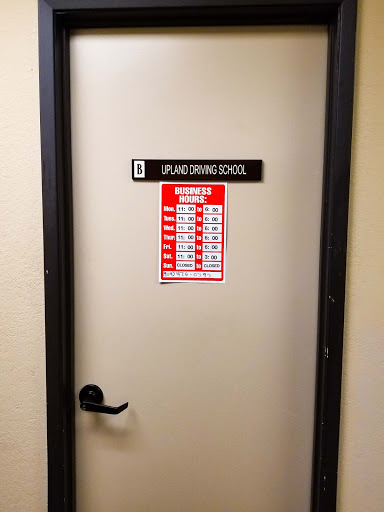 B UPLAND DRIVING SCHOOL
BUSINESS
HOURS:
Mon. 11: 00 to 6: 00
Tues. 11: 00 to 6: 00
Wed. 11: 00 to 6: 00
Thur 11: 00 to 6: 00
Fri. 11: 00 to 6: 00
Sat. 11: 00 to 3: 00
Sun. CLOSED to CLOSED